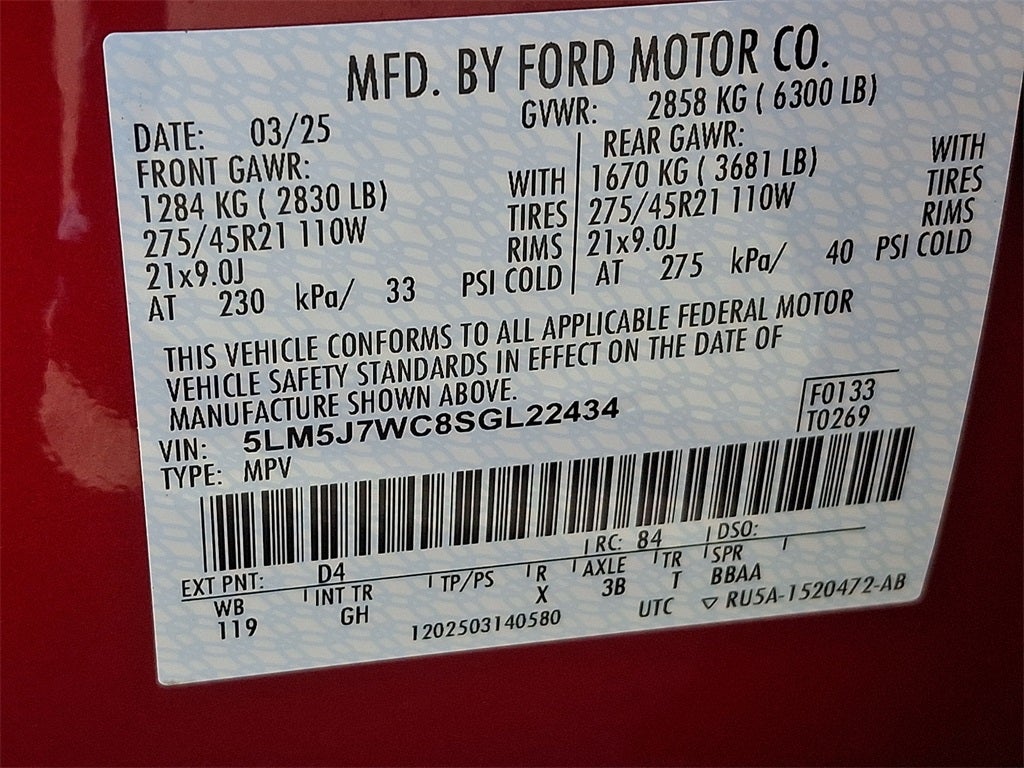 MFD. BY FORD MOTOR CO.
DATE: 03/25 GVWR: 2858 KG ( 6300 LB)
FRONT GAWR: REAR GAWR:
1284 KG ( 2830 LB) WITH 1670 KG ( 3681 LB) WITH
275/45R21 110W TIRES 275/45R21 110W TIRES
21x9.0J RIMS 21x9.0J RIMS
AT 230 kPa/ 33 PSI COLD AT 275 kPa/ 40 PSI COLD
THIS VEHICLE CONFORMS TO ALL APPLICABLE FEDERAL MOTOR
VEHICLE SAFETY STANDARDS IN EFFECT ON THE DATE OF
MANUFACTURE SHOWN ABOVE.
VIN: 5LM5J7WC8SGL22434
F0133
T0269
TYPE: MPV
EXT PNT: D4 RC: 84 DSO:
WB INT TR TP/PS R AXLE TR SPR
119 GH X 3B T BBAA
1202503140580 UTC ▽ RU5A-1520472-AB